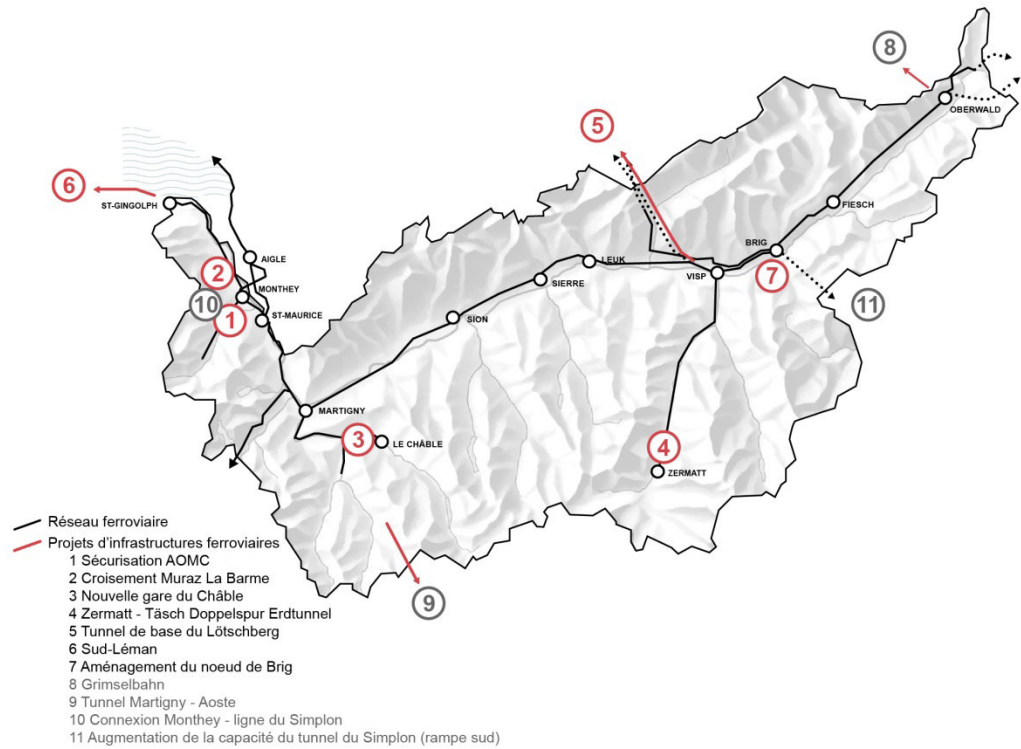 8
OBERWALD
5
6
ST-GINGOLPH
FIESCH
BRIG
AIGLE
LEUK
VISP
2
MONTHEY
SIERRE
7
10
11
1
ST-MAURICE
SION
MARTIGNY
3
LE CHÂBLE
4
ZERMATT
Réseau ferroviaire
Projets d'infrastructures ferroviaires
1 Sécurisation AOMC
2 Croisement Muraz La Barme
3 Nouvelle gare du Châble
4 Zermatt - Täsch Doppelspur Erdtunnel
5 Tunnel de base du Lötschberg
6 Sud-Léman
7 Aménagement du noeud de Brig
8 Grimselbahn
9 Tunnel Martigny - Aoste
10 Connexion Monthey - ligne du Simplon
11 Augmentation de la capacité du tunnel du Simplon (rampe sud)
9